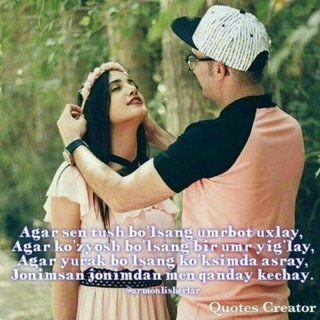 Agar sen tush bo'lsang umrbot uxlay,
Agar ko'zyosh bo'lsang bir umr yig'lay,
Agar yurak bo'lsang ko'ksimda asray,
Jonimsan jonimdan men qanday kechay.
@armonlisherlar
Quotes Creator